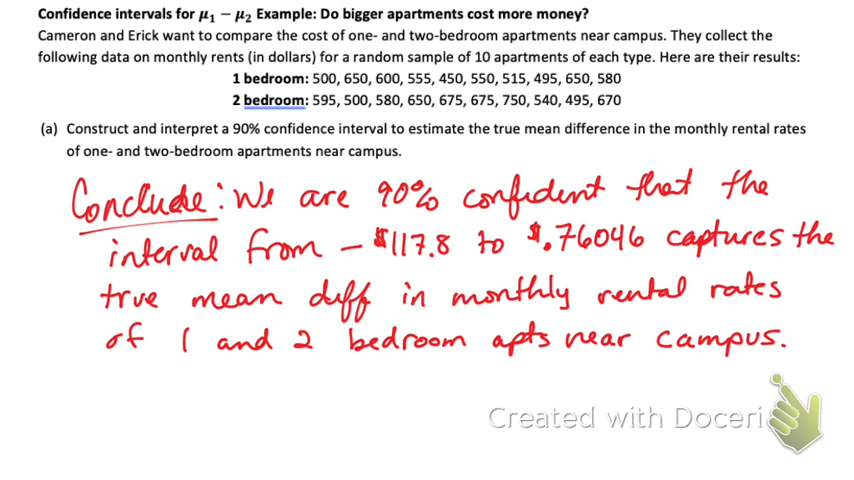 Confidence intervals for μ₁ − μ₂ Example: Do bigger apartments cost more money?
Cameron and Erick want to compare the cost of one- and two-bedroom apartments near campus. They collect the
following data on monthly rents (in dollars) for a random sample of 10 apartments of each type. Here are their results:
1 bedroom: 500, 650, 600, 555, 450, 550, 515, 495, 650, 580
2 bedroom: 595, 500, 580, 650, 675, 675, 750, 540, 495, 670
(a) Construct and interpret a 90% confidence interval to estimate the true mean difference in the monthly rental rates
of one- and two-bedroom apartments near campus.
Conclude: We are 90% confident that the
interval from −$117.8 to $.76046 captures the
true mean diff in monthly rental rates
of 1 and 2 bedroom apts near campus.
Created with Doceri